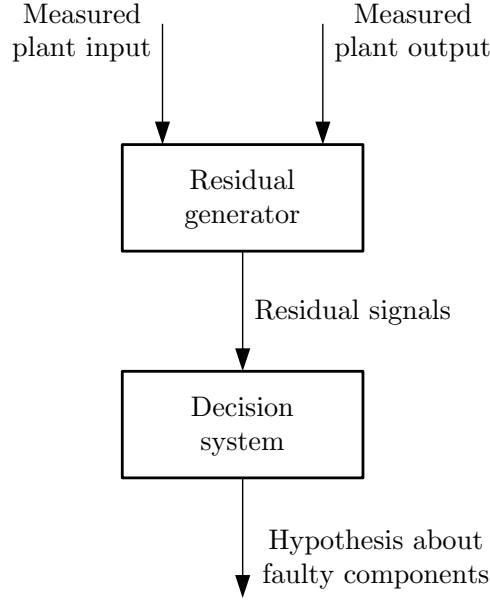 Measured
plant input
Measured
plant output
Residual
generator
Residual signals
Decision
system
Hypothesis about
faulty components